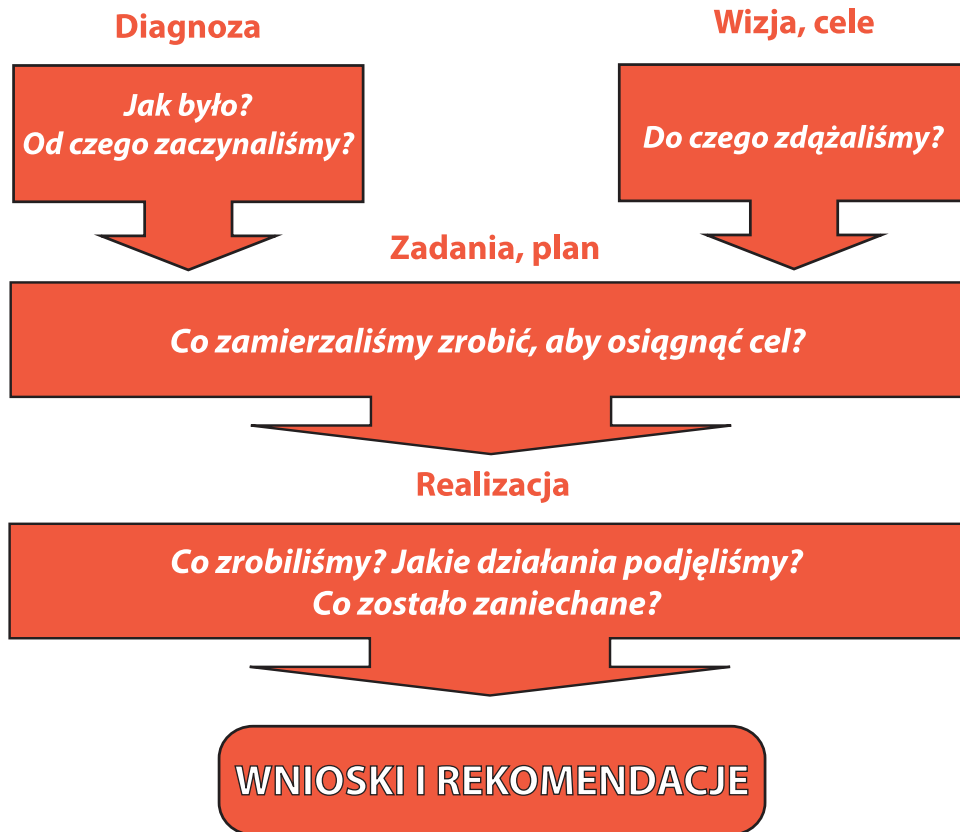 Diagnoza
Wizja, cele
Jak było?
Od czego zaczynaliśmy?
Do czego zdążaliśmy?
Zadania, plan
Co zamierzaliśmy zrobić, aby osiągnąć cel?
Realizacja
Co zrobiliśmy? Jakie działania podjęliśmy?
Co zostało zaniechane?
WNIOSKI I REKOMENDACJE